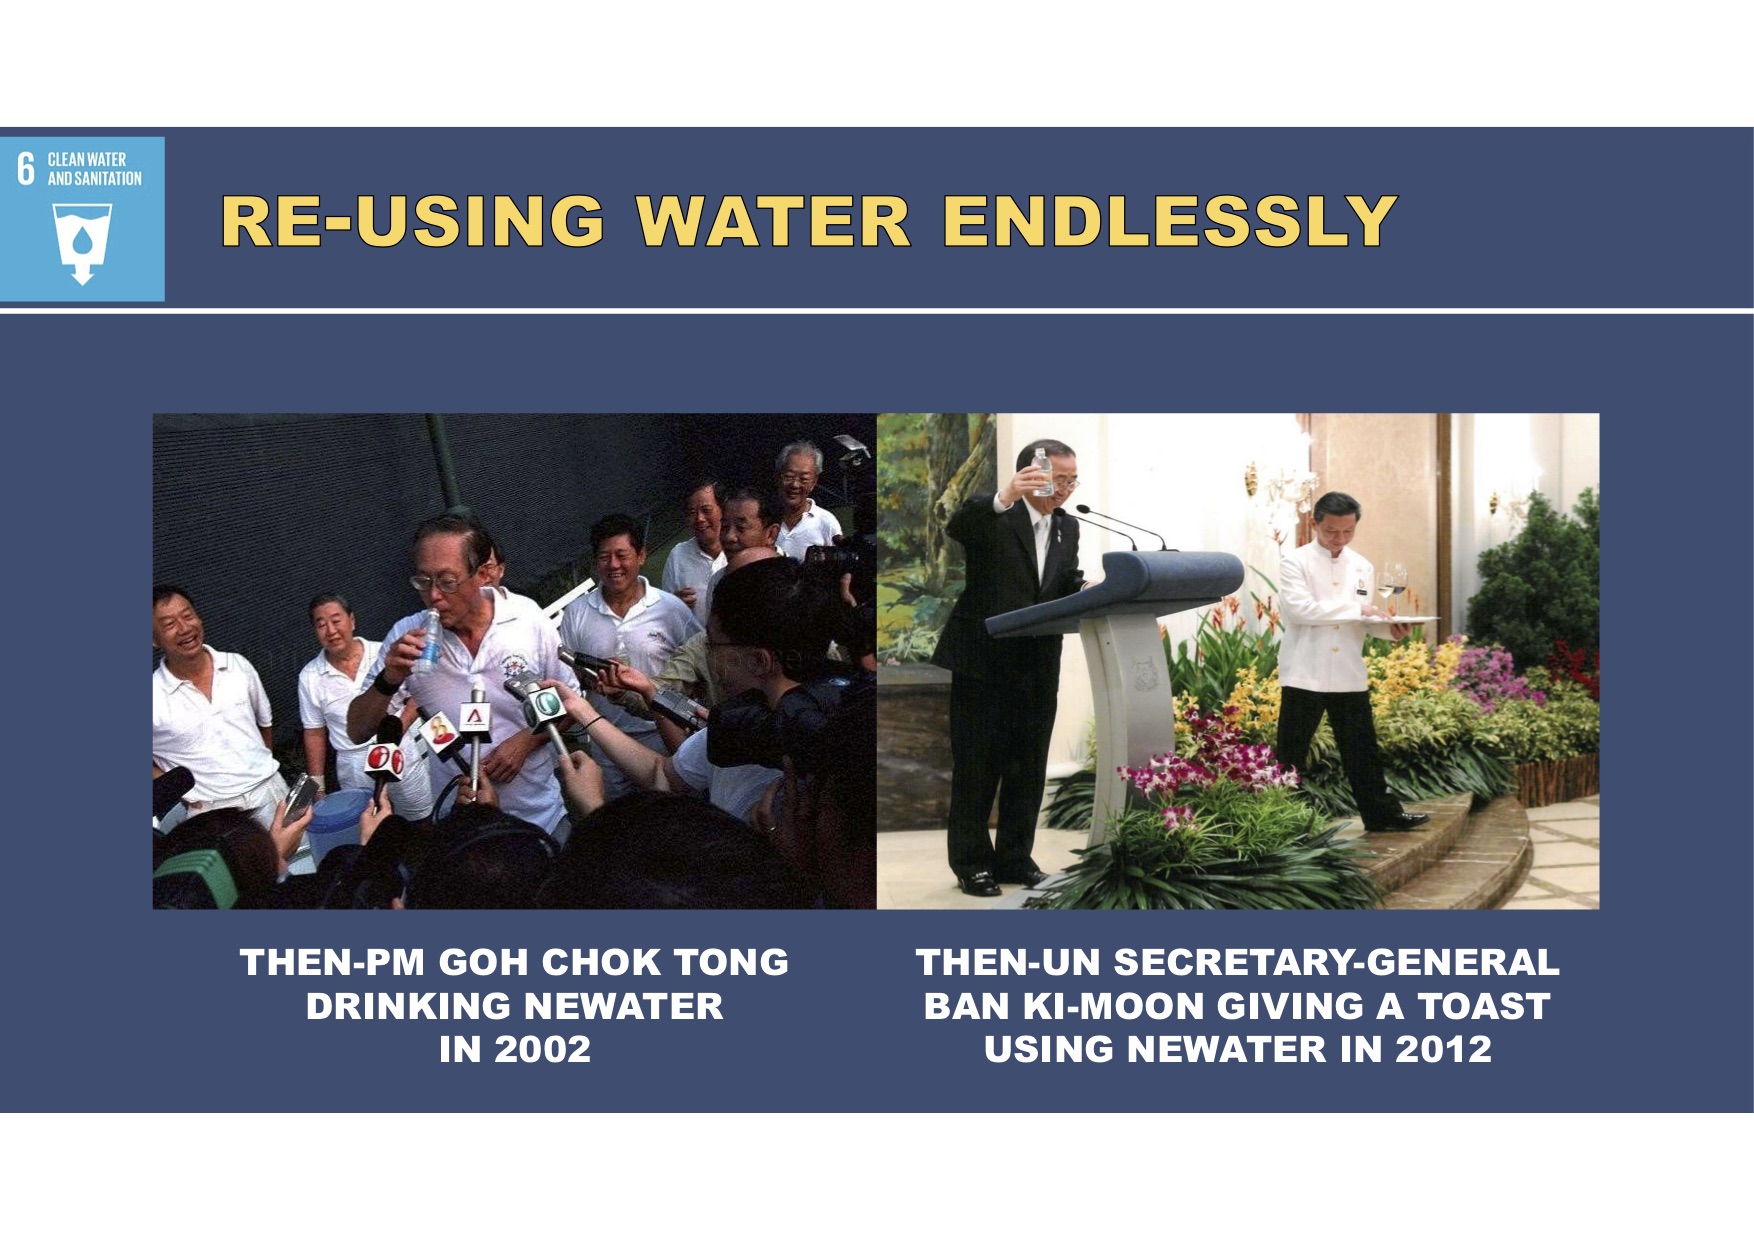 6 CLEAN WATER
AND SANITATION
RE-USING WATER ENDLESSLY
THEN-PM GOH CHOK TONG
DRINKING NEWATER
IN 2002
THEN-UN SECRETARY-GENERAL
BAN KI-MOON GIVING A TOAST
USING NEWATER IN 2012